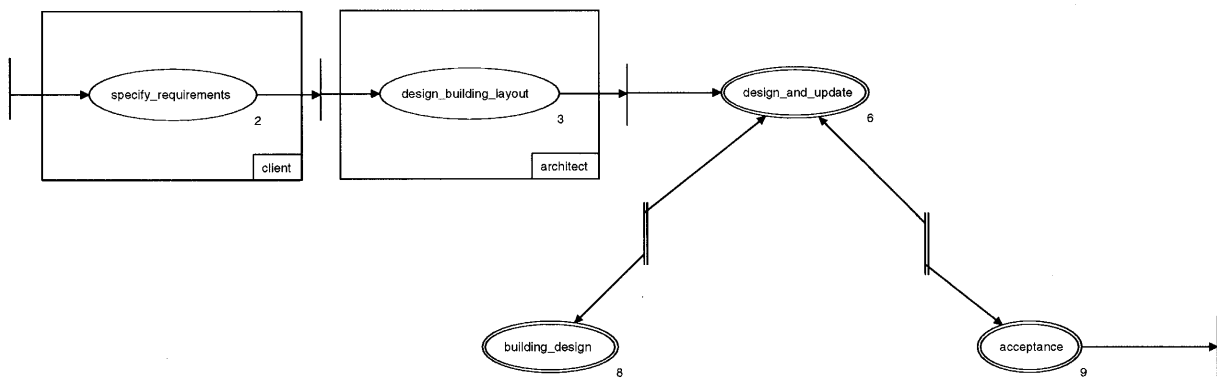 specify_requirements
2
client
design_building_layout
3
architect
design_and_update
6
building_design
8
acceptance
9